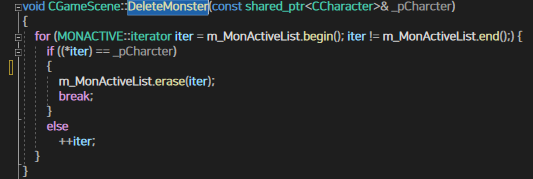 void CGameScene::DeleteMonster(const shared_ptr<CCharacter>& _pCharcter)
{
for (MONACTIVE::iterator iter = m_MonActiveList.begin(); iter != m_MonActiveList.end();) {
if ((*iter) == _pCharcter)
{
m_MonActiveList.erase(iter);
break;
}
else
++iter;
}
}